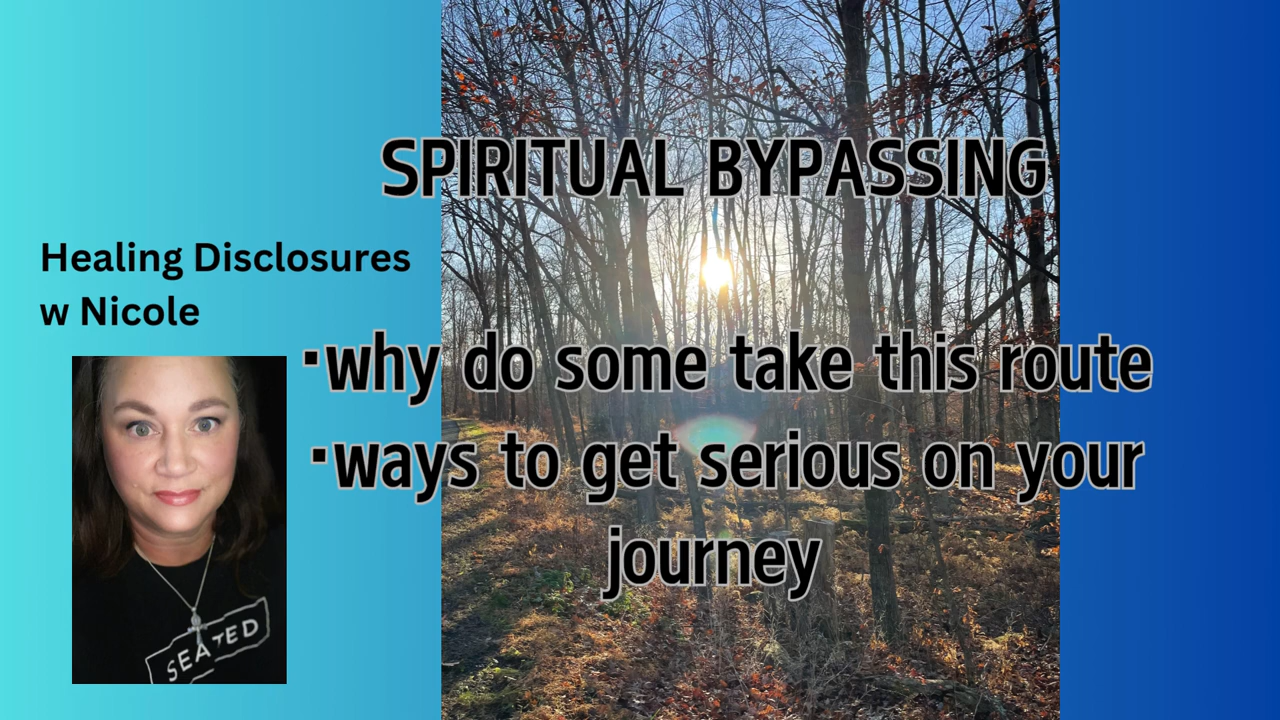 SPIRITUAL BYPASSING
Healing Disclosures
w Nicole
·why do some take this route
·ways to get serious on your
journey
SEATED